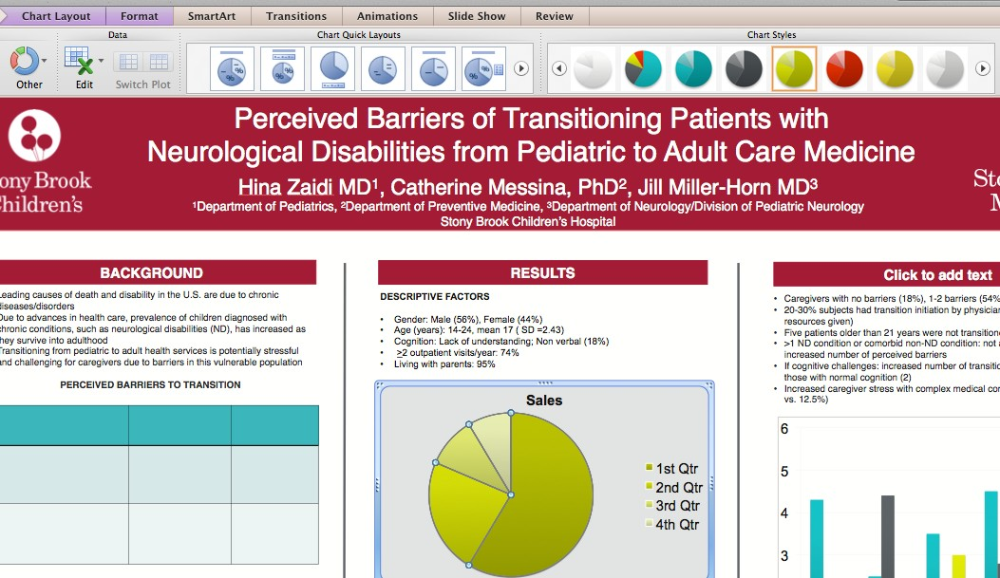 Chart Layout
Format
SmartArt
Transitions
Animations
Slide Show
Review
Data
Chart Quick Layouts
Chart Styles
Other
Edit
Switch Plot
Perceived Barriers of Transitioning Patients with
Neurological Disabilities from Pediatric to Adult Care Medicine
Hina Zaidi MD¹, Catherine Messina, PhD², Jill Miller-Horn MD³
¹Department of Pediatrics, ²Department of Preventive Medicine, ³Department of Neurology/Division of Pediatric Neurology
Stony Brook Children's Hospital
tony Brook
hildren's
Sto
M
BACKGROUND
Leading causes of death and disability in the U.S. are due to chronic
diseases/disorders
Due to advances in health care, prevalence of children diagnosed with
chronic conditions, such as neurological disabilities (ND), has increased as
they survive into adulthood
Transitioning from pediatric to adult health services is potentially stressful
and challenging for caregivers due to barriers in this vulnerable population
PERCEIVED BARRIERS TO TRANSITION
RESULTS
DESCRIPTIVE FACTORS
• Gender: Male (56%), Female (44%)
• Age (years): 14-24, mean 17 ( SD =2.43)
• Cognition: Lack of understanding; Non verbal (18%)
• ≥2 outpatient visits/year: 74%
• Living with parents: 95%
Sales
1st Qtr
2nd Qtr
3rd Qtr
4th Qtr
Click to add text
• Caregivers with no barriers (18%), 1-2 barriers (54%
• 20-30% subjects had transition initiation by physician
resources given)
• Five patients older than 21 years were not transitione
• >1 ND condition or comorbid non-ND condition: not a
increased number of perceived barriers
• If cognitive challenges: increased number of transition
those with normal cognition (2)
• Increased caregiver stress with complex medical con
vs. 12.5%)
6
5
4
3